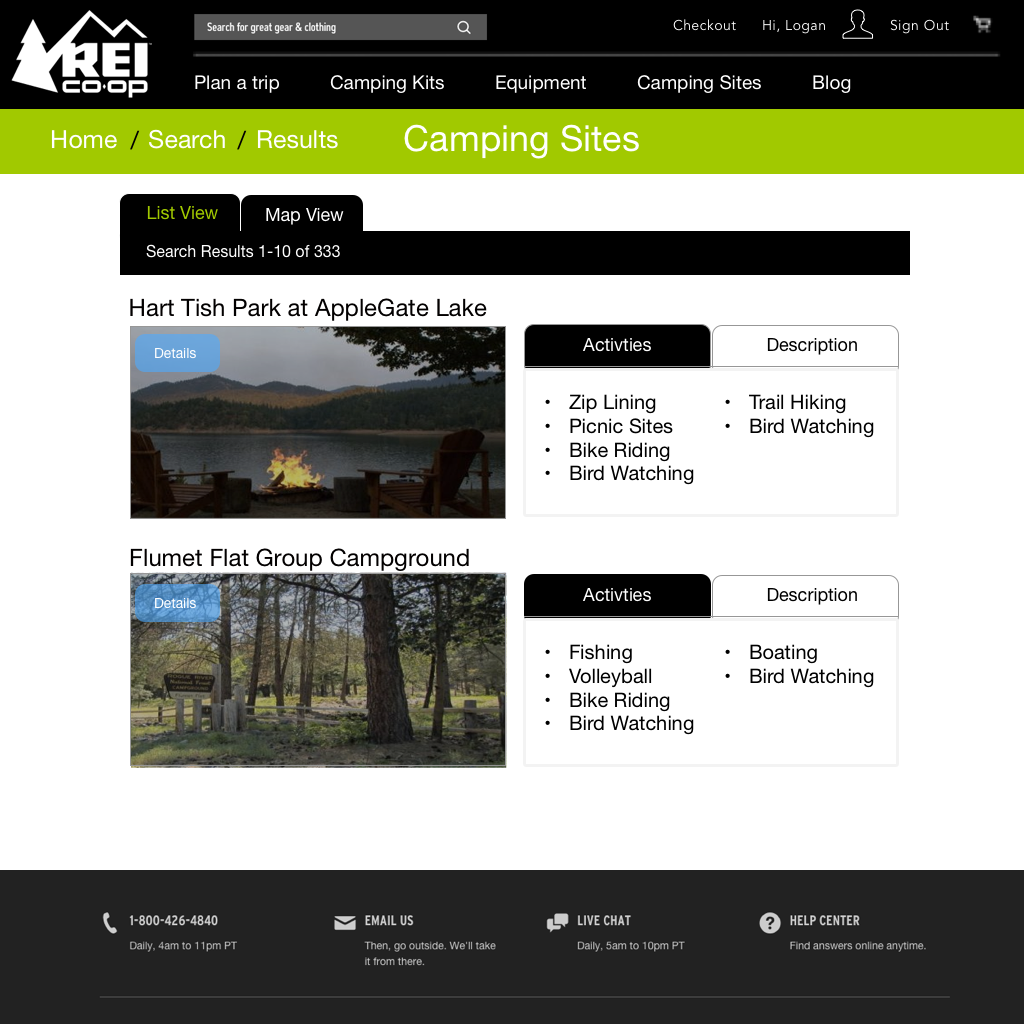 REI
CO·OP
Search for great gear & clothing
Checkout
Hi, Logan
Sign Out
Plan a trip
Camping Kits
Equipment
Camping Sites
Blog
Home / Search / Results
Camping Sites
List View
Map View
Search Results 1-10 of 333
Hart Tish Park at AppleGate Lake
Details
Activties
Description
• Zip Lining
• Picnic Sites
• Bike Riding
• Bird Watching
• Trail Hiking
• Bird Watching
Flumet Flat Group Campground
Details
ROGUE RIVER
National Forest
CAMPGROUND
Activties
Description
• Fishing
• Volleyball
• Bike Riding
• Bird Watching
• Boating
• Bird Watching
1-800-426-4840
Daily, 4am to 11pm PT
EMAIL US
Then, go outside. We'll take
it from there.
LIVE CHAT
Daily, 5am to 10pm PT
HELP CENTER
Find answers online anytime.